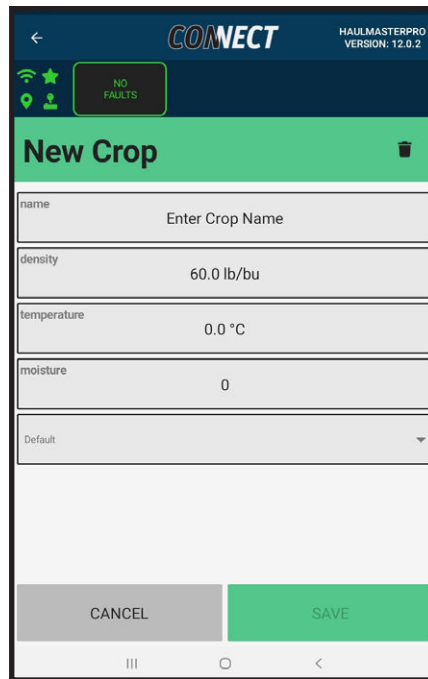 CONNECT
HAULMASTERPRO
VERSION: 12.0.2
NO
FAULTS
New Crop
name
Enter Crop Name
density
60.0 lb/bu
temperature
0.0 °C
moisture
0
Default
CANCEL
SAVE